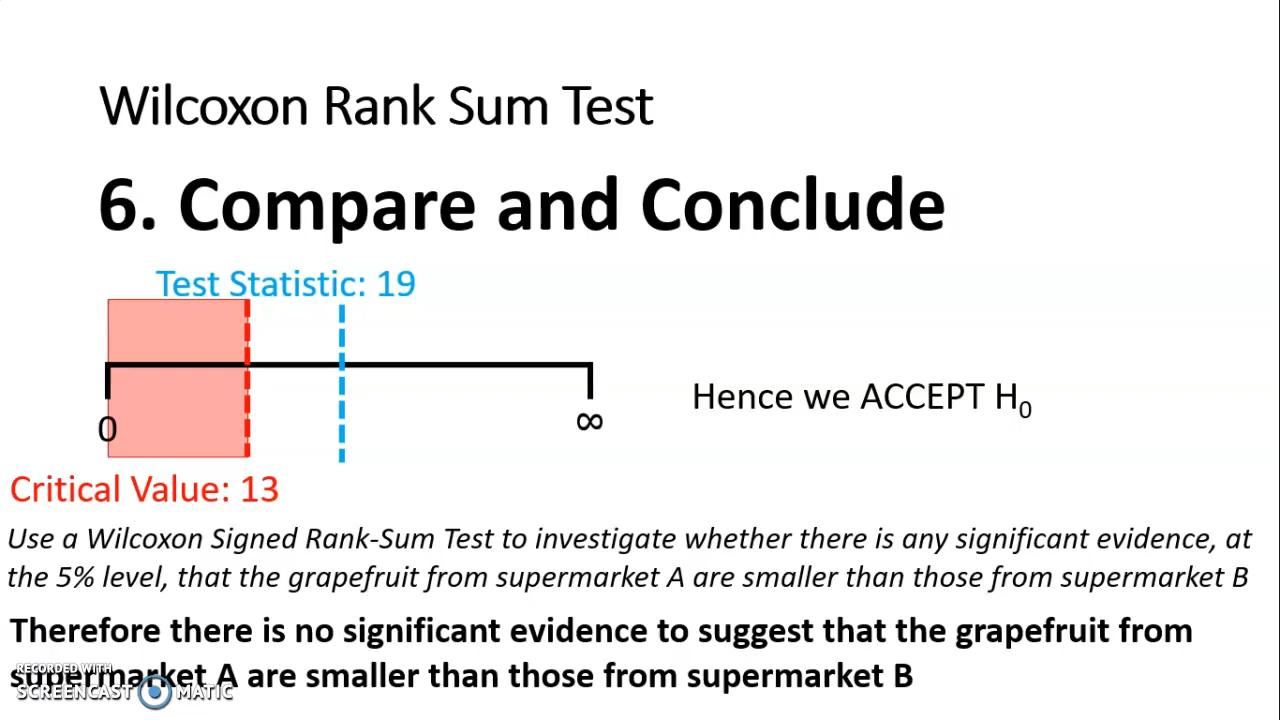 Wilcoxon Rank Sum Test
6. Compare and Conclude
Test Statistic: 19
0
∞
Hence we ACCEPT H₀
Critical Value: 13
Use a Wilcoxon Signed Rank-Sum Test to investigate whether there is any significant evidence, at
the 5% level, that the grapefruit from supermarket A are smaller than those from supermarket B
Therefore there is no significant evidence to suggest that the grapefruit from
supermarket A are smaller than those from supermarket B
RECORDED WITH
SCREENCAST MATIC